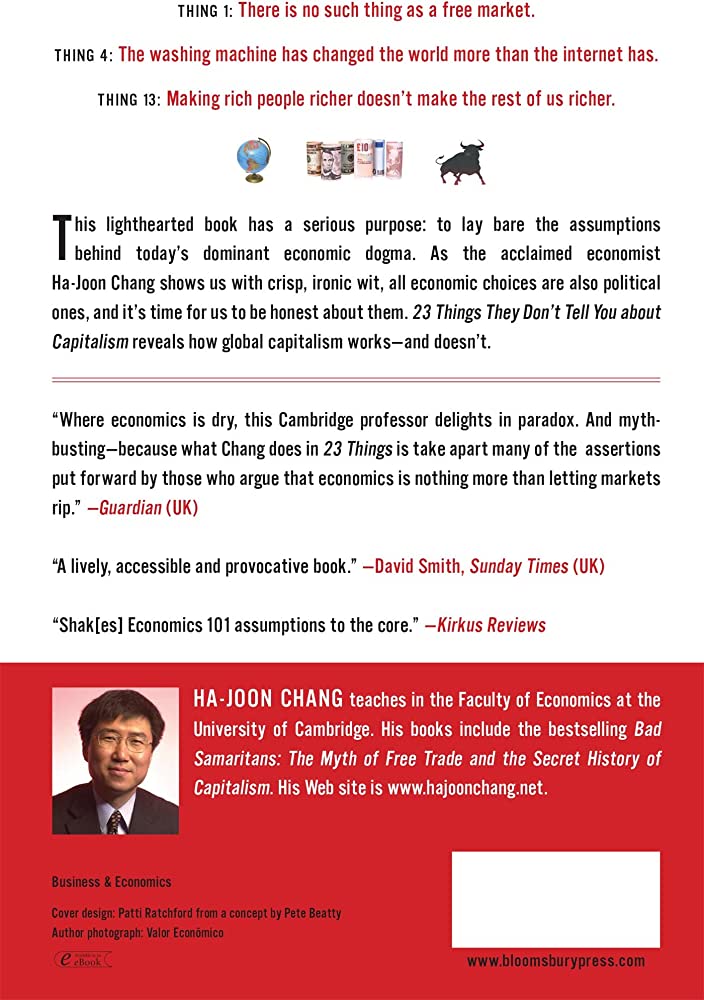 THING 1: There is no such thing as a free market.
THING 4: The washing machine has changed the world more than the internet has.
THING 13: Making rich people richer doesn't make the rest of us richer.
£10
This lighthearted book has a serious purpose: to lay bare the assumptions
behind today's dominant economic dogma. As the acclaimed economist
Ha-Joon Chang shows us with crisp, ironic wit, all economic choices are also political
ones, and it's time for us to be honest about them. 23 Things They Don't Tell You about
Capitalism reveals how global capitalism works—and doesn't.
“Where economics is dry, this Cambridge professor delights in paradox. And myth-
busting—because what Chang does in 23 Things is take apart many of the assertions
put forward by those who argue that economics is nothing more than letting markets
rip.” —Guardian (UK)
“A lively, accessible and provocative book.” —David Smith, Sunday Times (UK)
“Shak[es] Economics 101 assumptions to the core.” —Kirkus Reviews
HA-JOON CHANG teaches in the Faculty of Economics at the
University of Cambridge. His books include the bestselling Bad
Samaritans: The Myth of Free Trade and the Secret History of
Capitalism. His Web site is www.hajoonchang.net.
Business & Economics
Cover design: Patti Ratchford from a concept by Pete Beatty
Author photograph: Valor Econômico
e
eBook
www.bloomsburypress.com